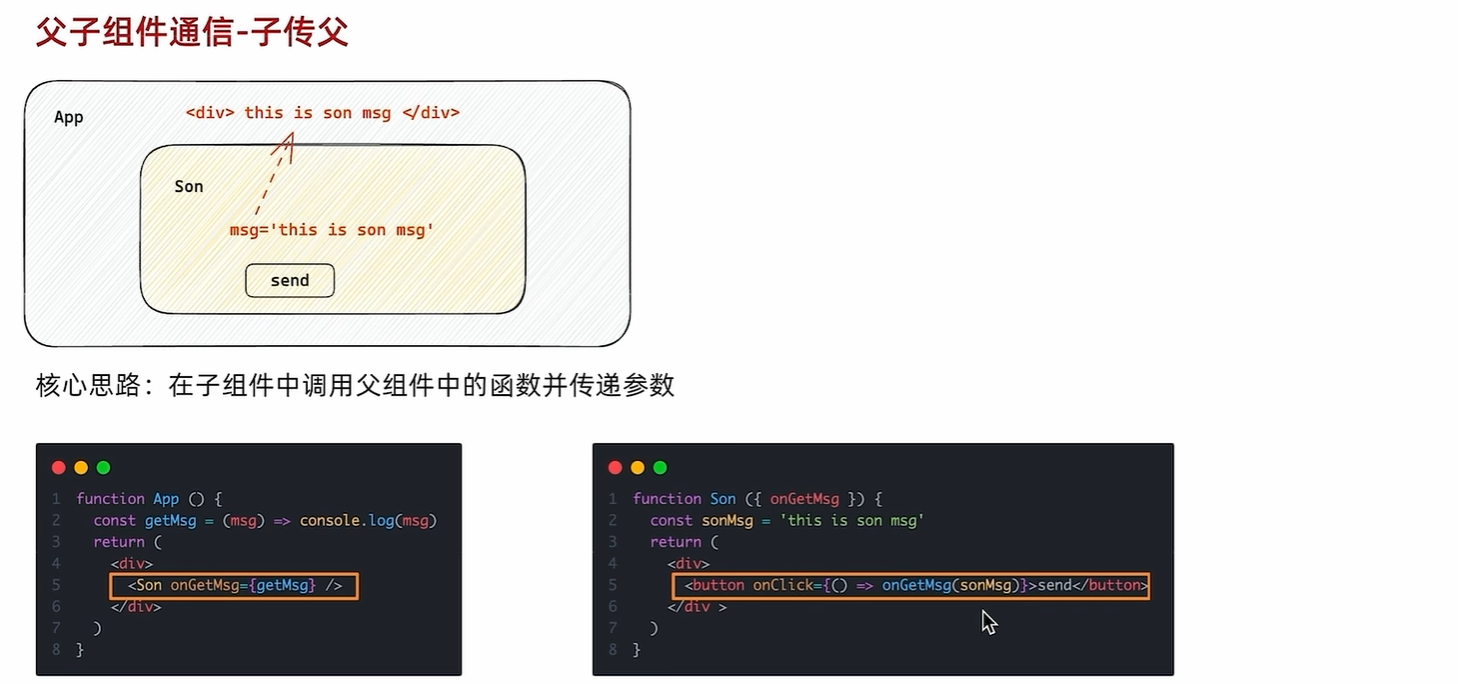 父子组件通信-子传父
App
<div> this is son msg </div>
Son
msg='this is son msg'
send
核心思路：在子组件中调用父组件中的函数并传递参数
1 function App () {
2   const getMsg = (msg) => console.log(msg)
3   return (
4     <div>
5       <Son onGetMsg={getMsg} />
6     </div>
7   )
8 }
1 function Son ({ onGetMsg }) {
2   const sonMsg = 'this is son msg'
3   return (
4     <div>
5       <button onClick={() => onGetMsg(sonMsg)}>send</button>
6     </div >
7   )
8 }